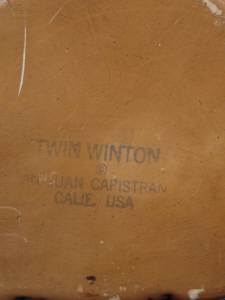 TWIN WINTON
©
JUAN CAPISTRAN
CALIF. USA